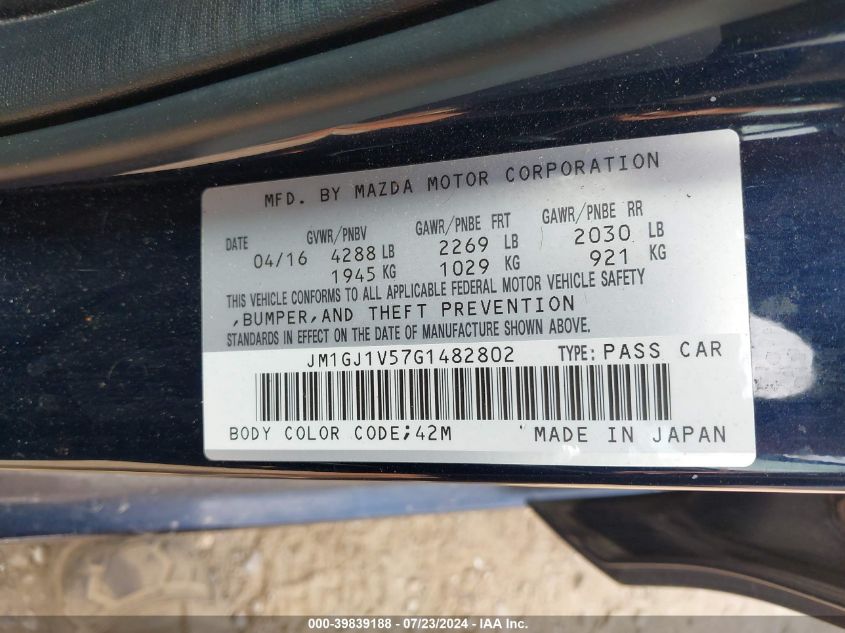 MFD. BY MAZDA MOTOR CORPORATION
DATE GVWR/PNBV GAWR/PNBE FRT GAWR/PNBE RR
04/16 4288 LB 2269 LB 2030 LB
1945 KG 1029 KG 921 KG
THIS VEHICLE CONFORMS TO ALL APPLICABLE FEDERAL MOTOR VEHICLE SAFETY
,BUMPER,AND THEFT PREVENTION
STANDARDS IN EFFECT ON THE DATE OF MANUFACTURE SHOWN ABOVE.
JM1GJ1V57G1482802 TYPE: PASS CAR
BODY COLOR CODE;42M MADE IN JAPAN
000-39839188 - 07/23/2024 - IAA Inc.